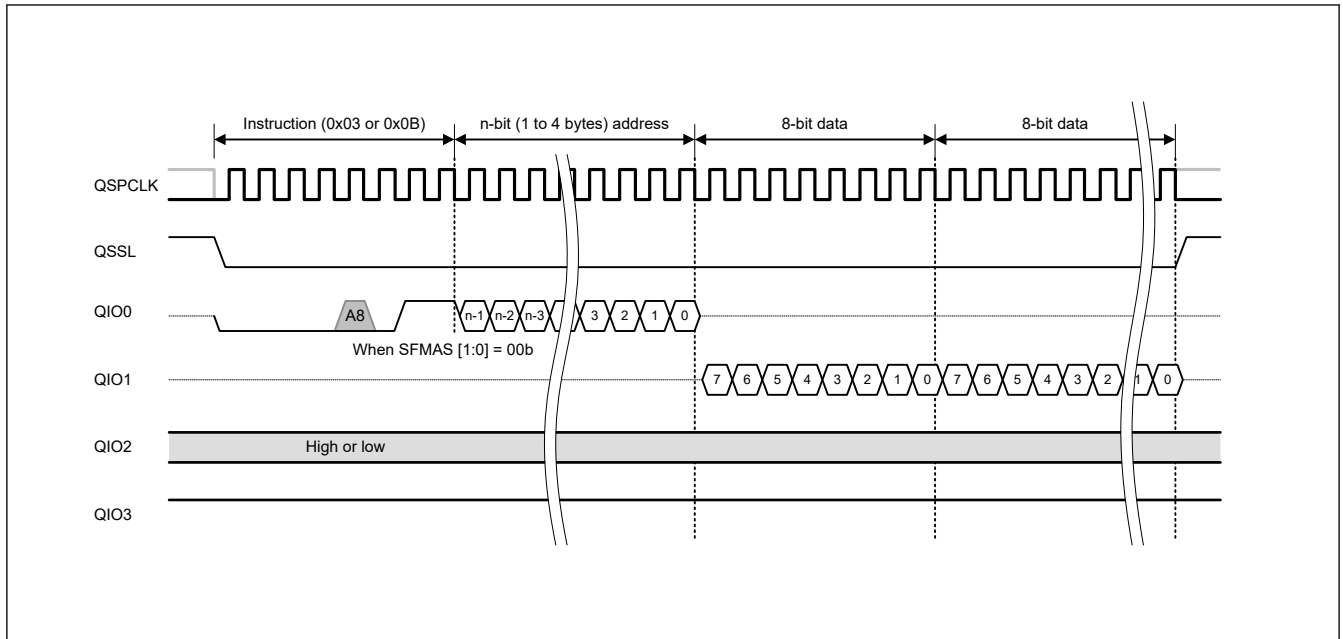 Instruction (0x03 or 0x0B) n-bit (1 to 4 bytes) address 8-bit data 8-bit data
QSPCLK
QSSL
QIO0 A8 n-1 n-2 n-3 3 2 1 0
When SFMAS [1:0] = 00b
QIO1 7 6 5 4 3 2 1 0 7 6 5 4 3 2 1 0
QIO2 High or low
QIO3